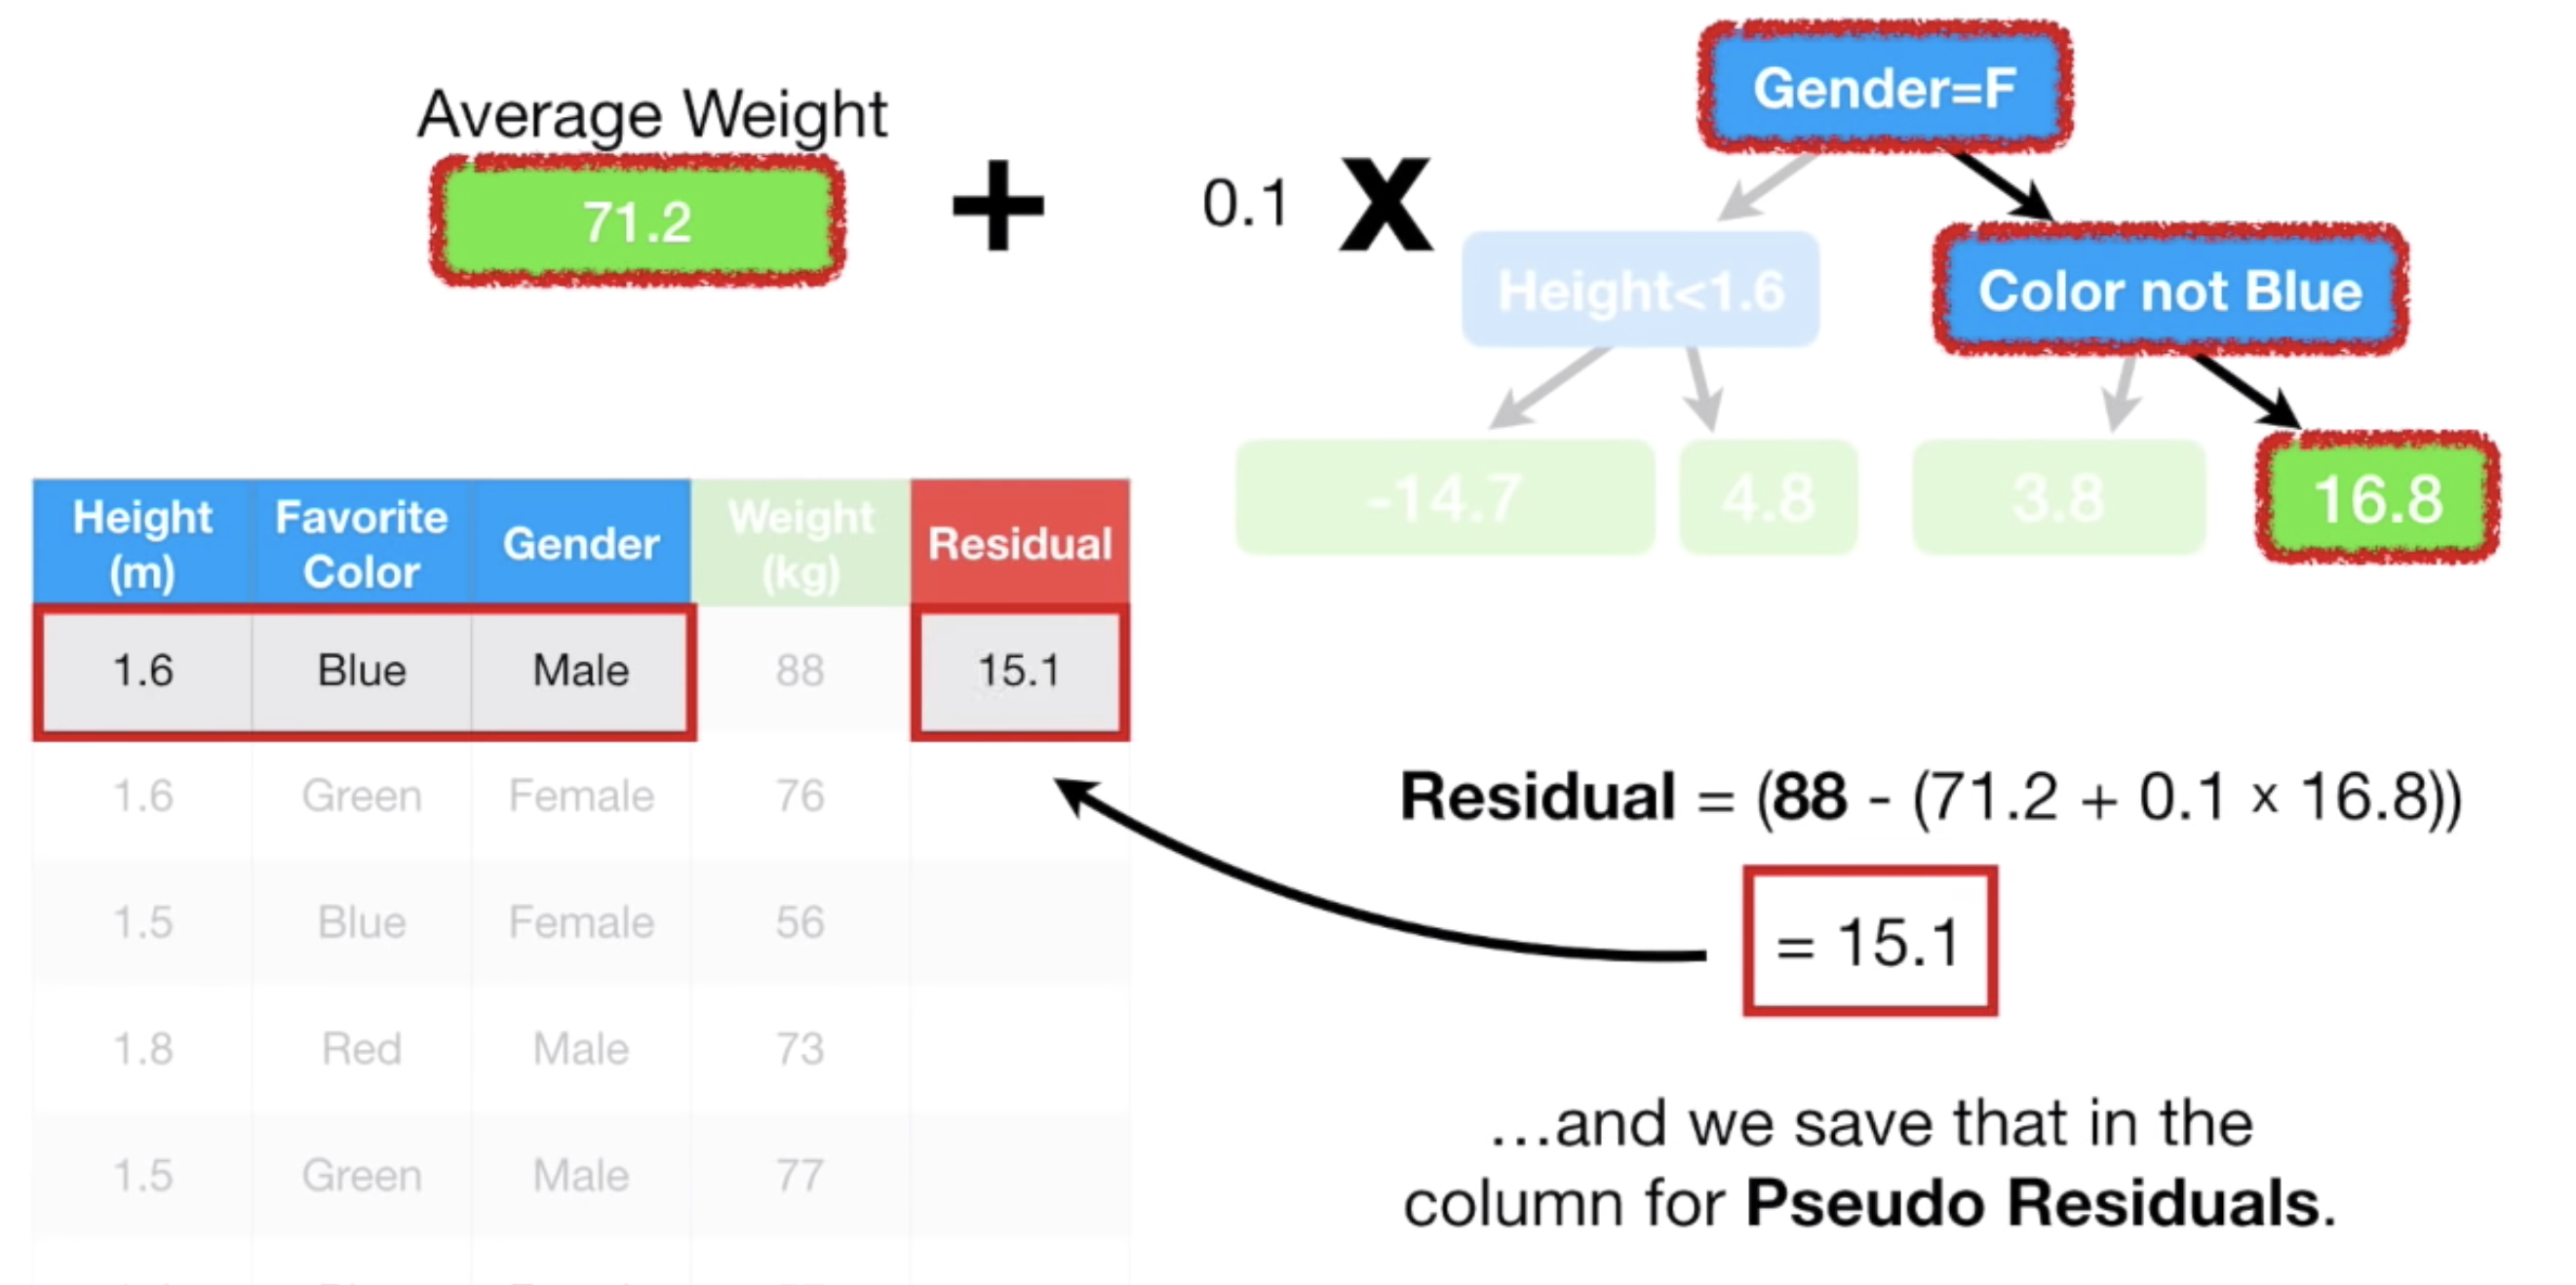 Gender=F
Average Weight
71.2
+
0.1 X
Height<1.6
Color not Blue
-14.7
4.8
3.8
16.8
Height (m) Favorite Color Gender Weight (kg) Residual
1.6 Blue Male 88 15.1
1.6 Green Female 76
1.5 Blue Female 56
1.8 Red Male 73
1.5 Green Male 77
Residual = (88 - (71.2 + 0.1 x 16.8))
= 15.1
...and we save that in the
column for Pseudo Residuals.